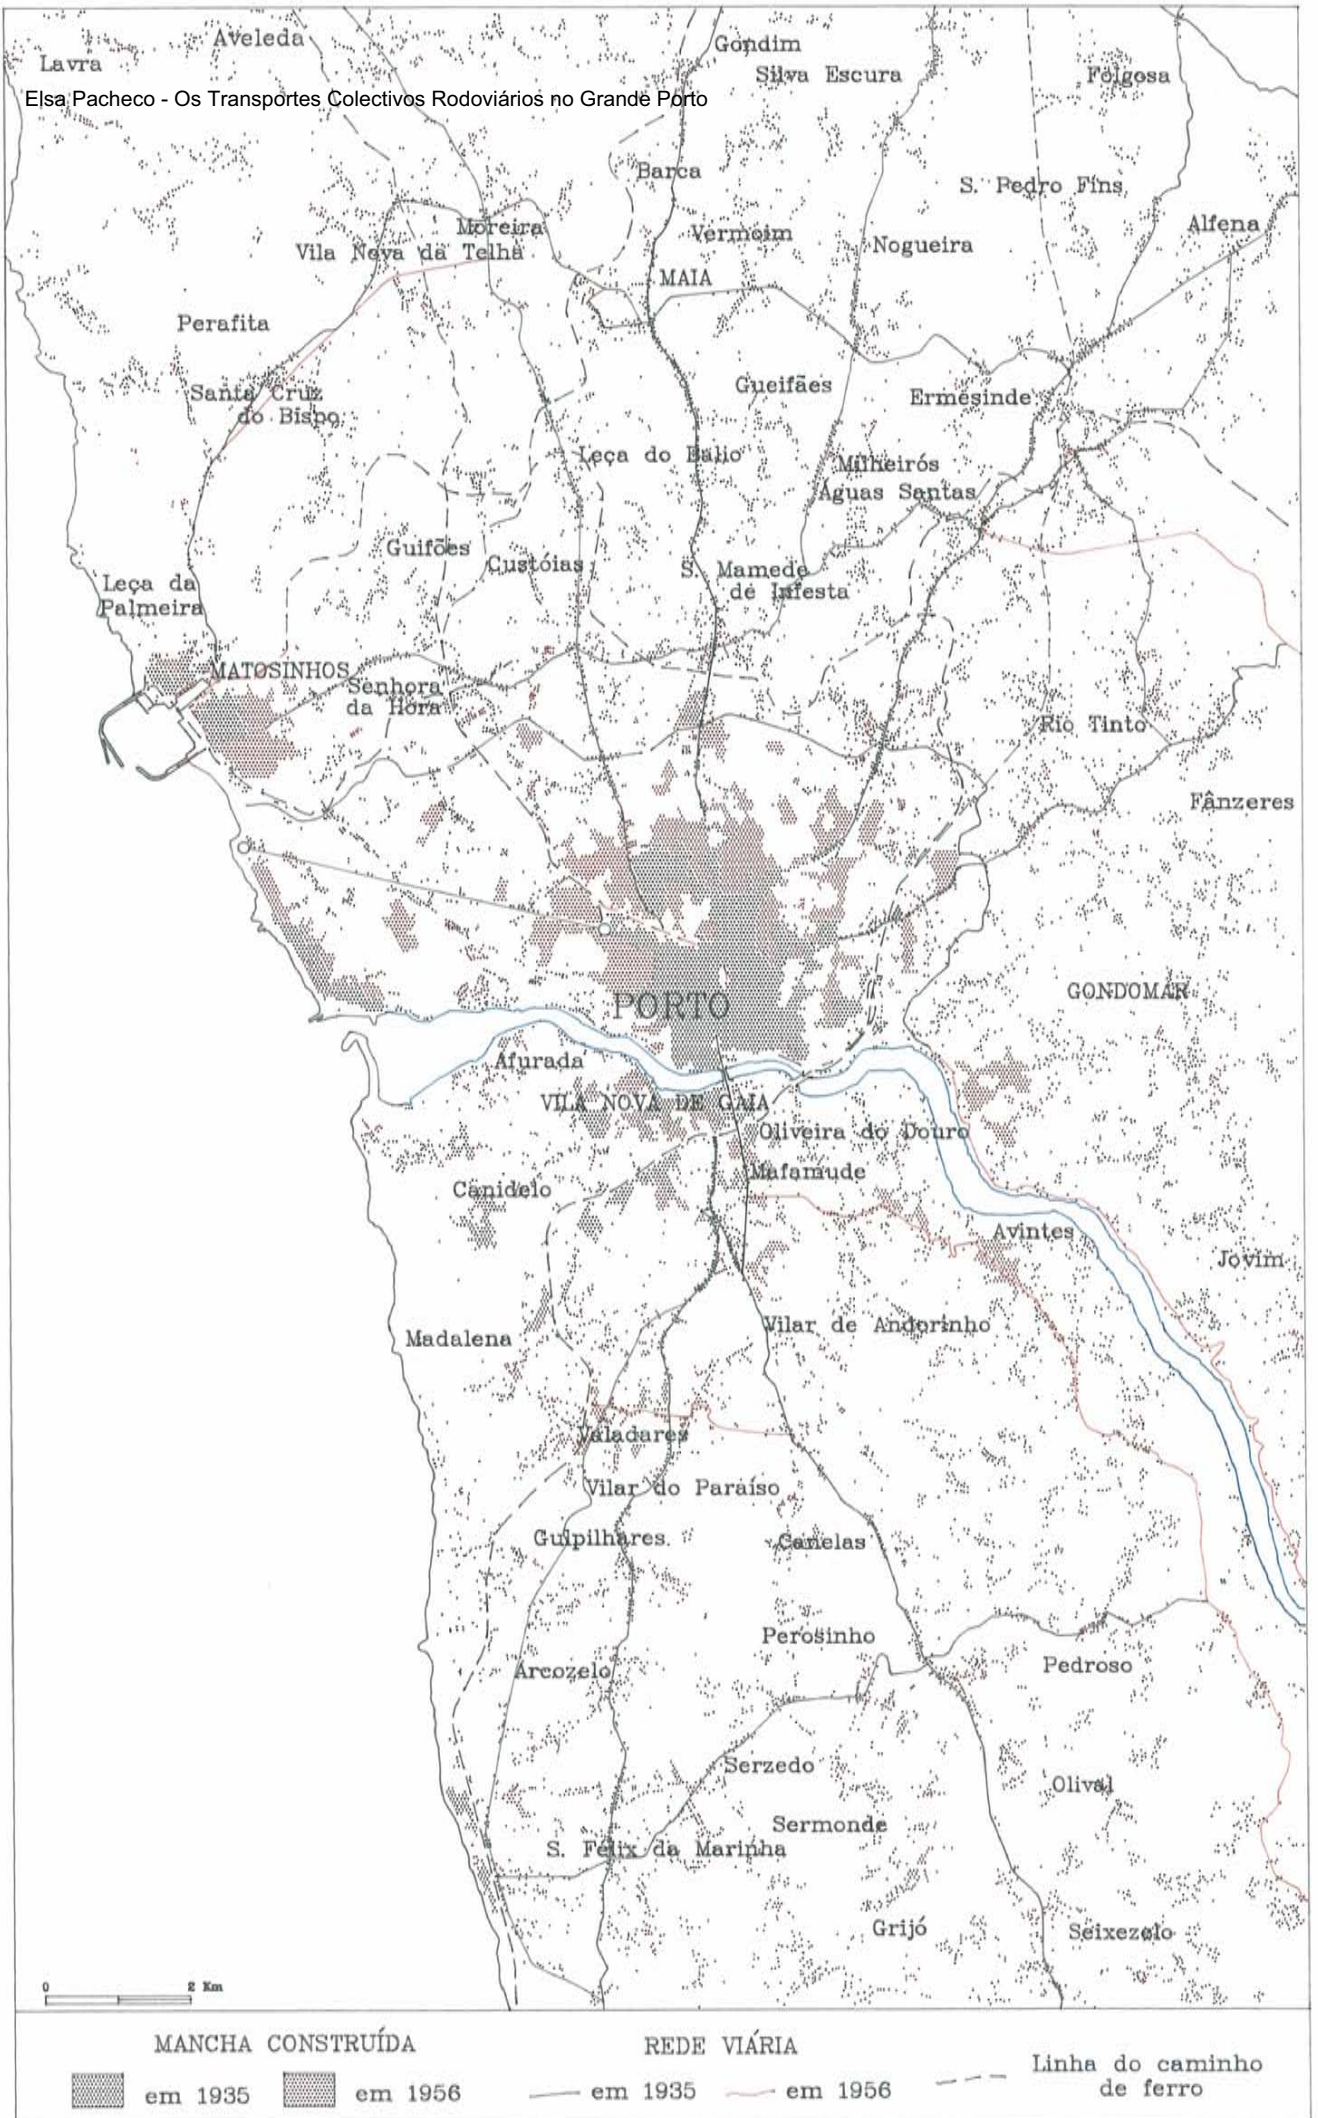 Aveleda
Gondim
Lavra
Silva Escura
Folgosa
Elsa Pacheco - Os Transportes Colectivos Rodoviários no Grande Porto
Barca
S. Pedro Fins
Moreira
Vermoim
Alfena
Vila Nova da Telha
Nogueira
MAIA
Perafita
Gueifães
Santa Cruz
do Bispo
Ermesinde
Leça do Balio
Milheirós
Águas Santas
Guifões
Custóias
S. Mamede
de Infesta
Leça da
Palmeira
MATOSINHOS
Senhora
da Hora
Rio Tinto
Fânzeres
GONDOMAR
PORTO
Afurada
VILA NOVA DE GAIA
Oliveira do Douro
Mafamude
Canidelo
Avintes
Jovim
Vilar de Andorinho
Madalena
Valadares
Vilar do Paraíso
Gulpilhares
Canelas
Perosinho
Pedroso
Arcozelo
Serzedo
Olival
Sermonde
S. Félix da Marinha
Grijó
Seixezelo
0 2 Km
MANCHA CONSTRUÍDA
em 1935 em 1956
REDE VIÁRIA
em 1935 em 1956
Linha do caminho
de ferro